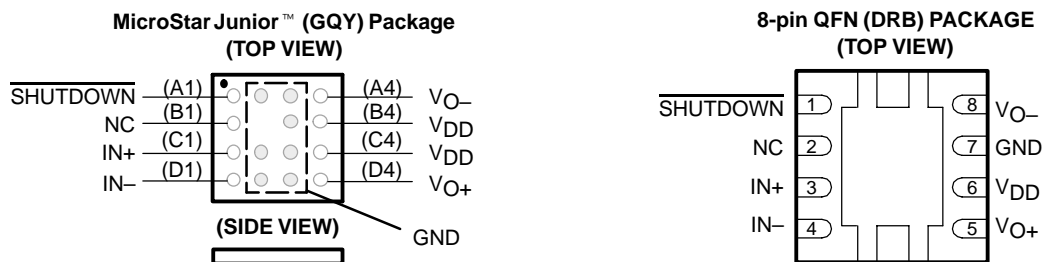 MicroStar Junior™ (GQY) Package
(TOP VIEW)
SHUTDOWN (A1) (A4) VO–
NC (B1) (B4) VDD
IN+ (C1) (C4) VDD
IN– (D1) (D4) VO+
(SIDE VIEW)
GND
8-pin QFN (DRB) PACKAGE
(TOP VIEW)
SHUTDOWN 1 8 VO–
NC 2 7 GND
IN+ 3 6 VDD
IN– 4 5 VO+